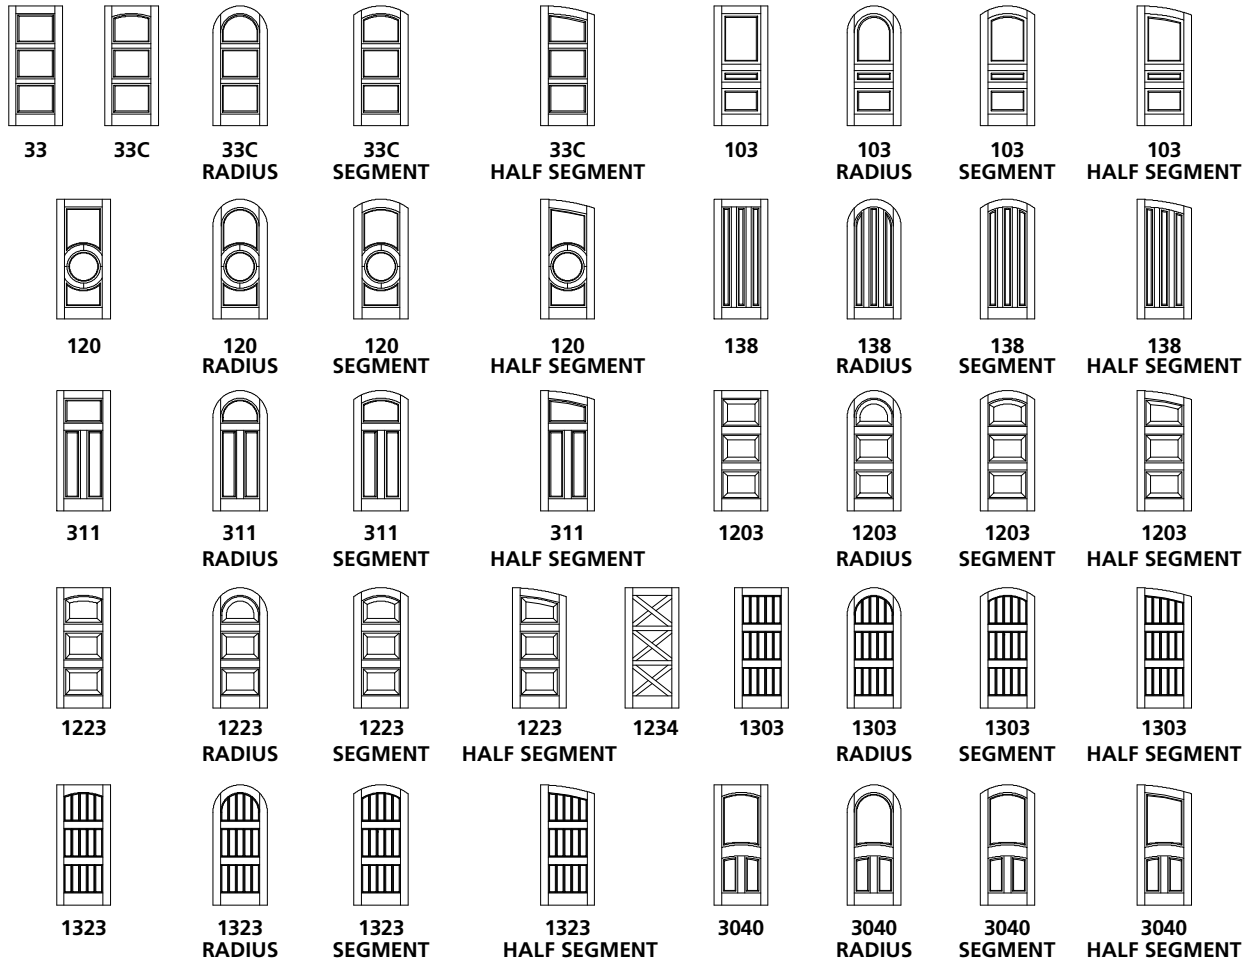 33
33C
33C
RADIUS
33C
SEGMENT
33C
HALF SEGMENT
103
103
RADIUS
103
SEGMENT
103
HALF SEGMENT
120
120
RADIUS
120
SEGMENT
120
HALF SEGMENT
138
138
RADIUS
138
SEGMENT
138
HALF SEGMENT
311
311
RADIUS
311
SEGMENT
311
HALF SEGMENT
1203
1203
RADIUS
1203
SEGMENT
1203
HALF SEGMENT
1223
1223
RADIUS
1223
SEGMENT
1223
HALF SEGMENT
1234
1303
1303
RADIUS
1303
SEGMENT
1303
HALF SEGMENT
1323
1323
RADIUS
1323
SEGMENT
1323
HALF SEGMENT
3040
3040
RADIUS
3040
SEGMENT
3040
HALF SEGMENT